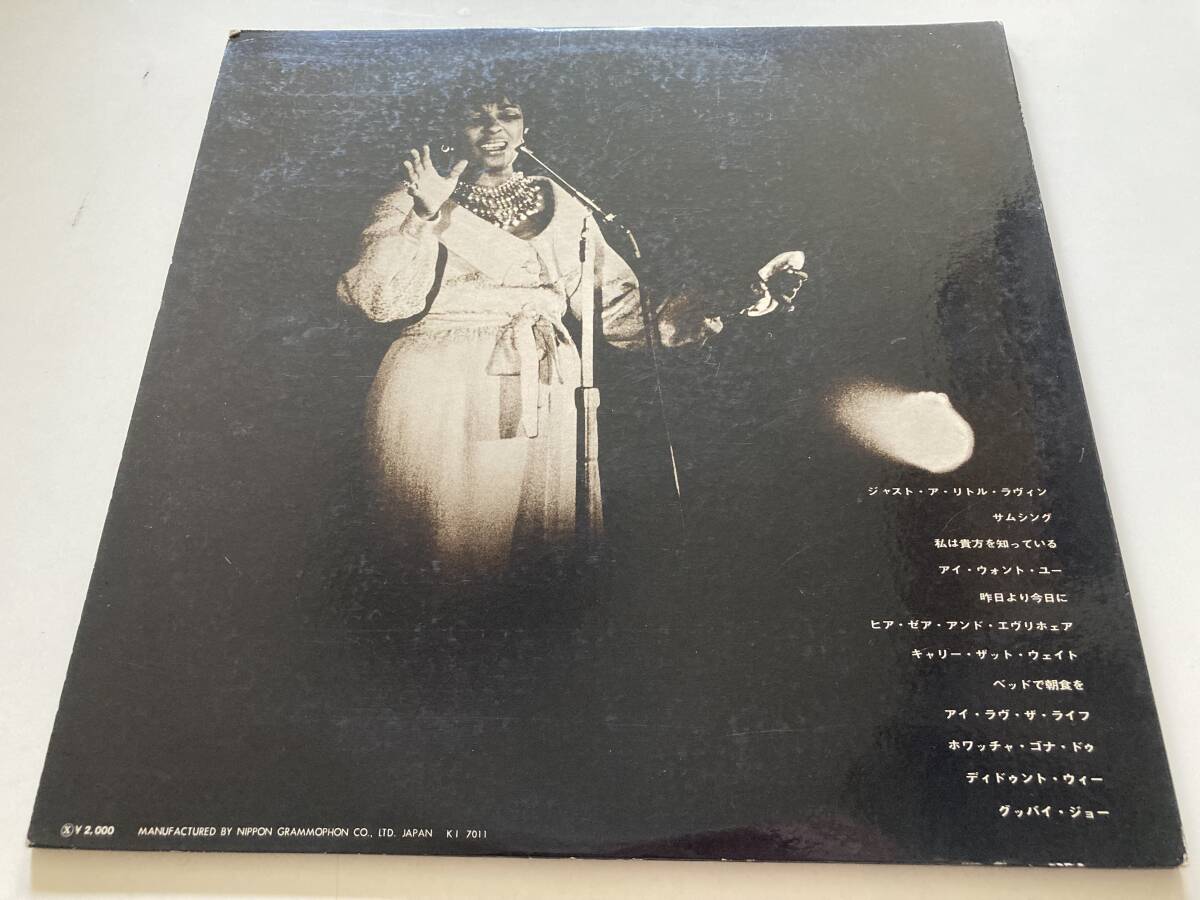 ジャスト・ア・リトル・ラヴィン
サムシング
私は貴方を知っている
アイ・ウォント・ユー
昨日より今日に
ヒア・ゼア・アンド・エヴリホェア
キャリー・ザット・ウェイト
ベッドで朝食を
アイ・ラヴ・ザ・ライフ
ホワッチャ・ゴナ・ドゥ
ディドゥント・ウィー
グッバイ・ジョー
Ⓧ¥2,000 MANUFACTURED BY NIPPON GRAMMOPHON CO., LTD. JAPAN KI 7011